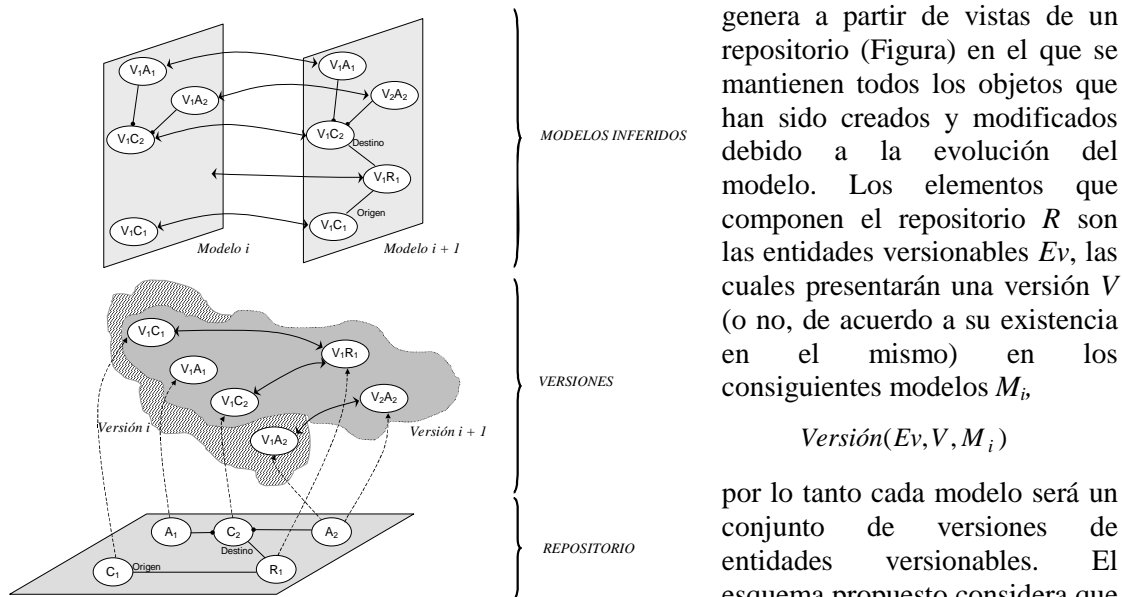 V₁A₁
V₁A₂
V₁C₂
V₁C₁
Modelo i
V₁A₁
V₂A₂
V₁C₂
Destino
V₁R₁
Origen
V₁C₁
Modelo i + 1
MODELOS INFERIDOS
V₁C₁
V₁A₁
V₁R₁
V₁C₂
V₂A₂
V₁A₂
Versión i
Versión i + 1
VERSIONES
A₁
C₂
A₂
Destino
C₁
Origen
R₁
REPOSITORIO
genera a partir de vistas de un
repositorio (Figura) en el que se
mantienen todos los objetos que
han sido creados y modificados
debido a la evolución del
modelo. Los elementos que
componen el repositorio R son
las entidades versionables Ev, las
cuales presentarán una versión V
(o no, de acuerdo a su existencia
en el mismo) en los
consiguientes modelos Mᵢ,
Versión(Ev,V,Mᵢ)
por lo tanto cada modelo será un
conjunto de versiones de
entidades versionables. El
esquema propuesto considera que